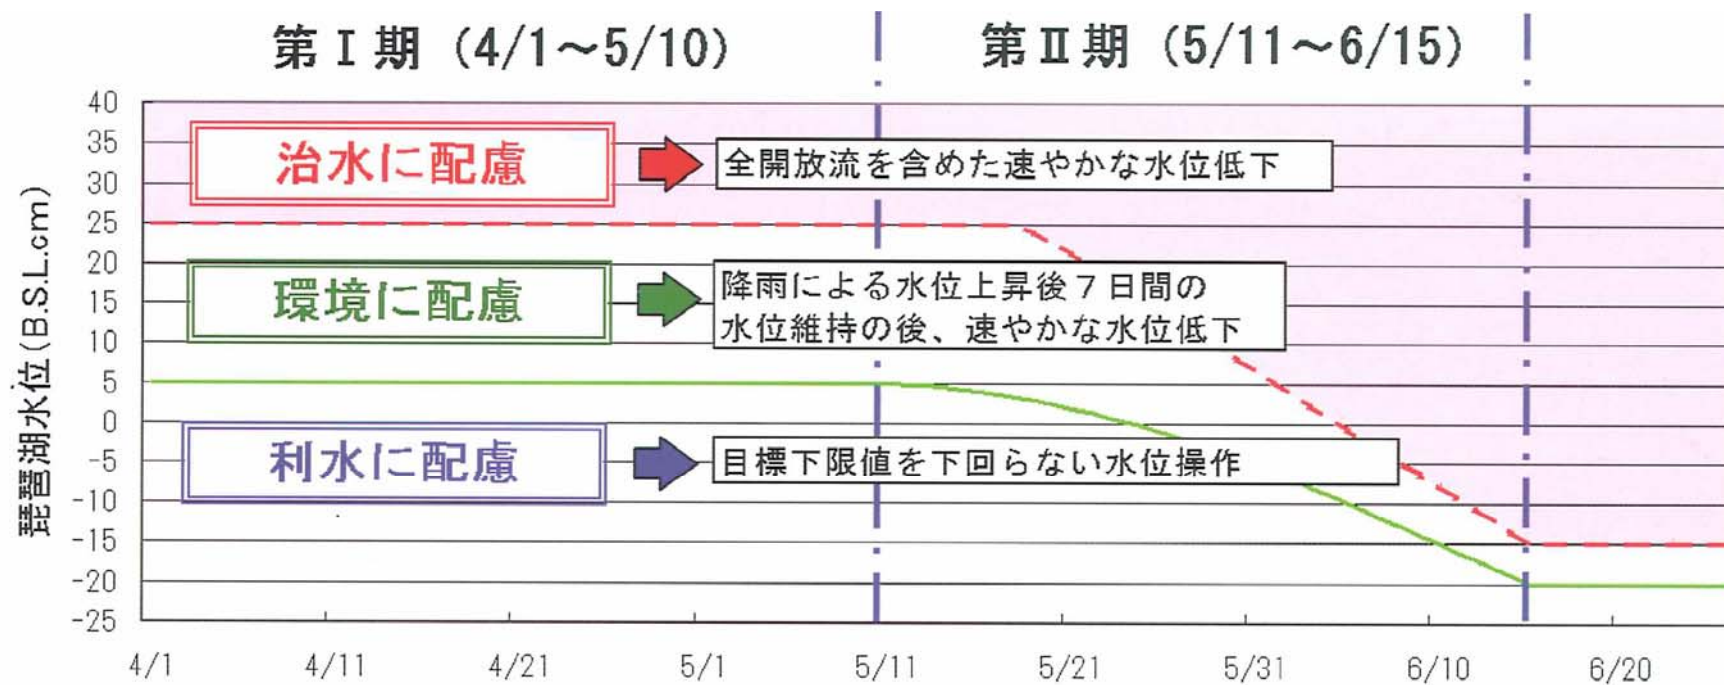 第Ⅰ期（4/1～5/10）
第Ⅱ期（5/11～6/15）
琵琶湖水位(B.S.L.cm)
40
35
30
25
20
15
10
5
0
-5
-10
-15
-20
-25
治水に配慮
全開放流を含めた速やかな水位低下
環境に配慮
降雨による水位上昇後７日間の
水位維持の後、速やかな水位低下
利水に配慮
目標下限値を下回らない水位操作
4/1
4/11
4/21
5/1
5/11
5/21
5/31
6/10
6/20